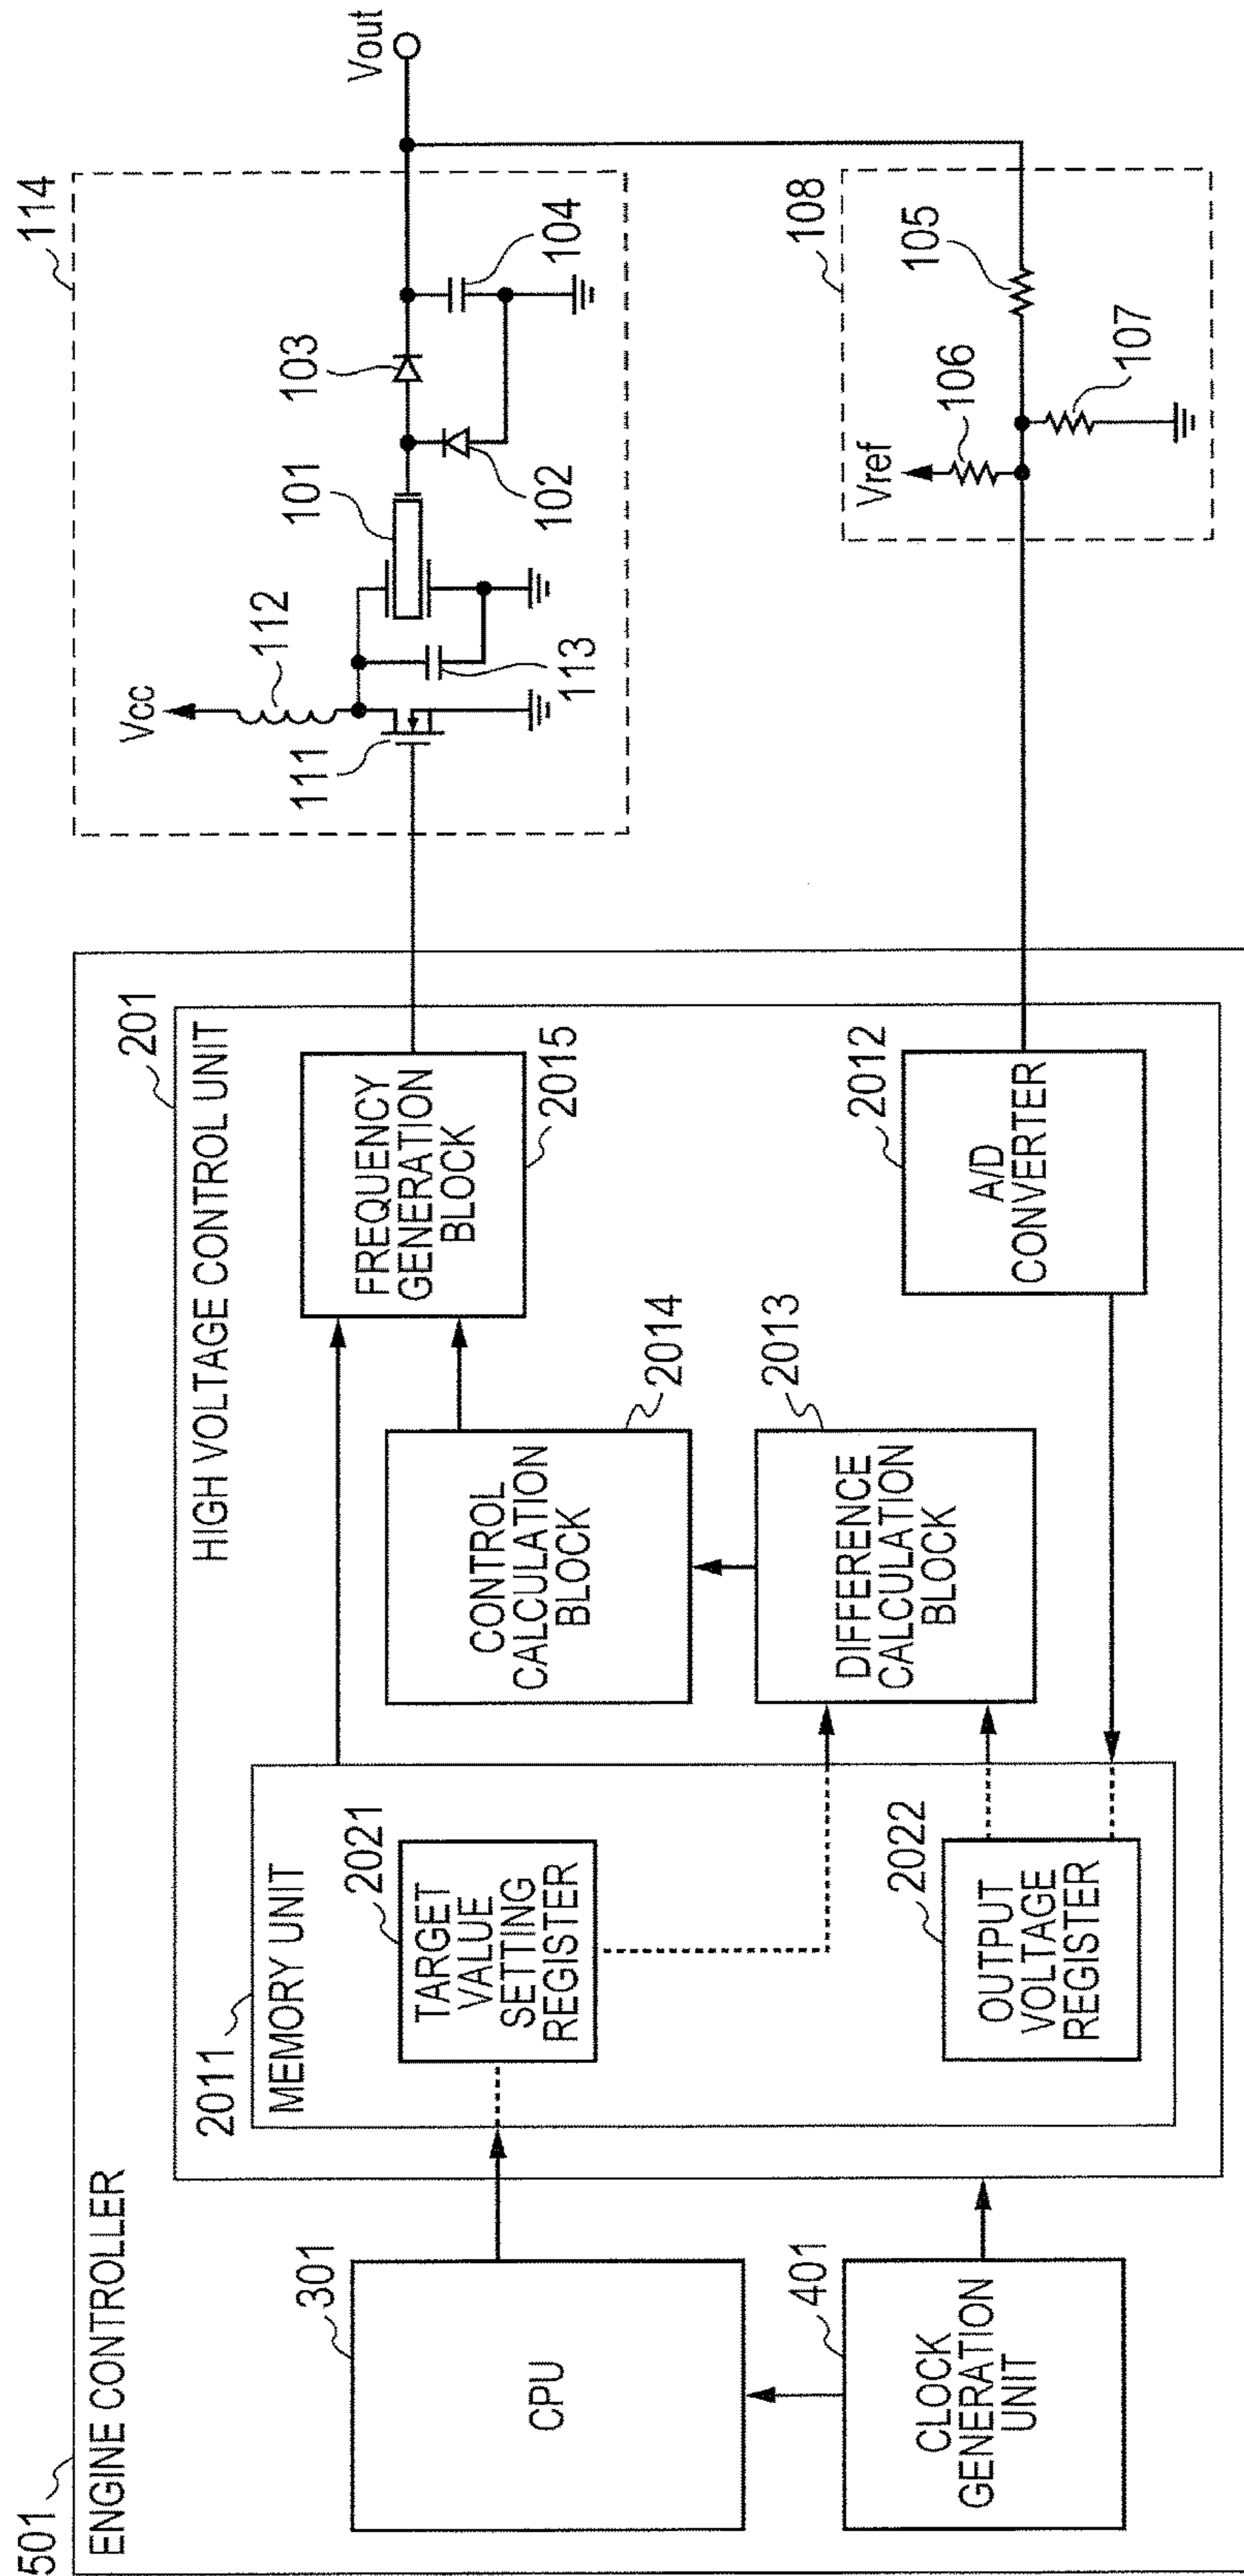 501
ENGINE CONTROLLER
301
CPU
401
CLOCK
GENERATION
UNIT
201
HIGH VOLTAGE CONTROL UNIT
2011
MEMORY UNIT
2021
TARGET
VALUE
SETTING
REGISTER
2022
OUTPUT
VOLTAGE
REGISTER
CONTROL
CALCULATION
BLOCK
2014
DIFFERENCE
CALCULATION
BLOCK
2013
FREQUENCY
GENERATION
BLOCK
2015
2012
A/D
CONVERTER
114
Vcc
112
111
113
101
102
103
104
Vout
108
Vref
106
105
107